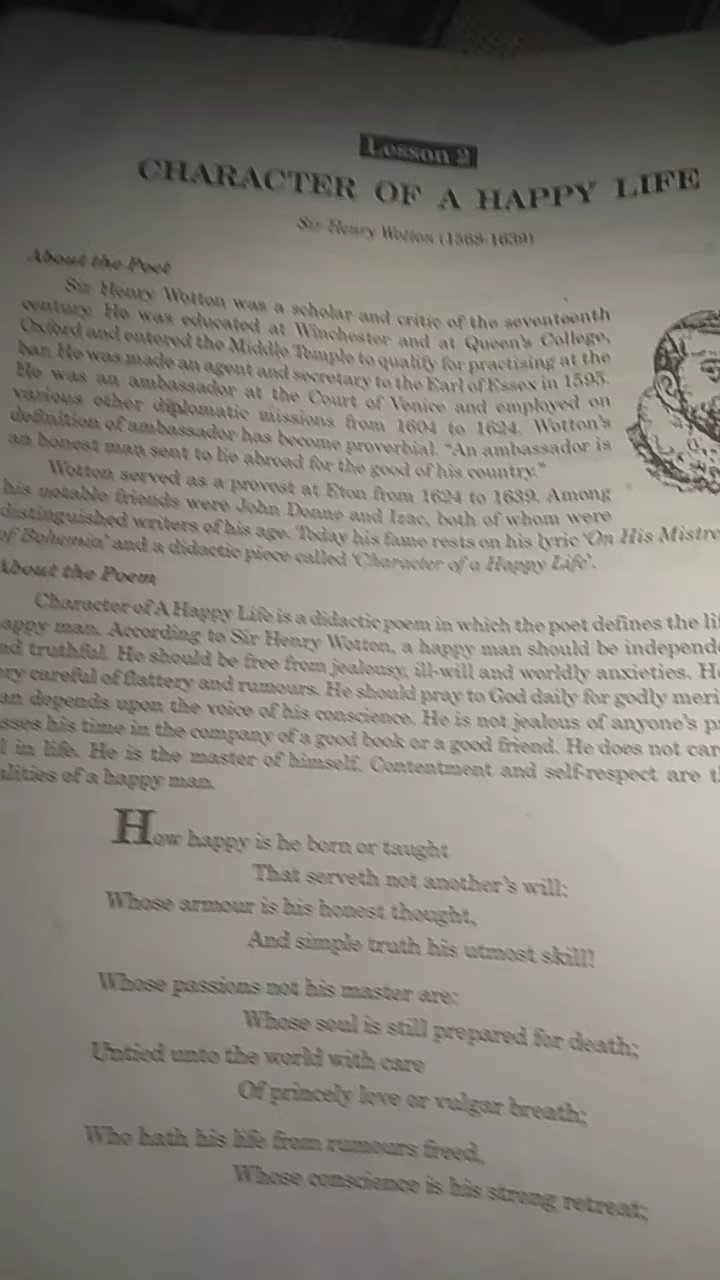 Lesson 2
CHARACTER OF A HAPPY LIFE
Sir Henry Wotton (1568-1639)
About the Poet
Sir Henry Wotton was a scholar and critic of the seventeenth
century. He was educated at Winchester and at Queen's College,
Oxford and entered the Middle Temple to qualify for practising at the
bar. He was made an agent and secretary to the Earl of Essex in 1595.
He was an ambassador at the Court of Venice and employed on
various other diplomatic missions from 1604 to 1624. Wotton's
definition of ambassador has become proverbial. "An ambassador is
an honest man sent to lie abroad for the good of his country."
Wotton served as a provost at Eton from 1624 to 1639. Among
his notable friends were John Donne and Izac, both of whom were
distinguished writers of his age. Today his fame rests on his lyric 'On His Mistre
of Bohemia' and a didactic piece called 'Character of a Happy Life'.
About the Poem
Character of A Happy Life is a didactic poem in which the poet defines the li
appy man. According to Sir Henry Wotton, a happy man should be independ
nd truthful. He should be free from jealousy, ill-will and worldly anxieties. H
ry careful of flattery and rumours. He should pray to God daily for godly meri
an depends upon the voice of his conscience. He is not jealous of anyone's p
sses his time in the company of a good book or a good friend. He does not car
l in life. He is the master of himself. Contentment and self-respect are t
alities of a happy man.
How happy is he born or taught
That serveth not another's will:
Whose armour is his honest thought,
And simple truth his utmost skill!
Whose passions not his master are:
Whose soul is still prepared for death;
Untied unto the world with care
Of princely love or vulgar breath;
Who hath his life from rumours freed,
Whose conscience is his strong retreat;